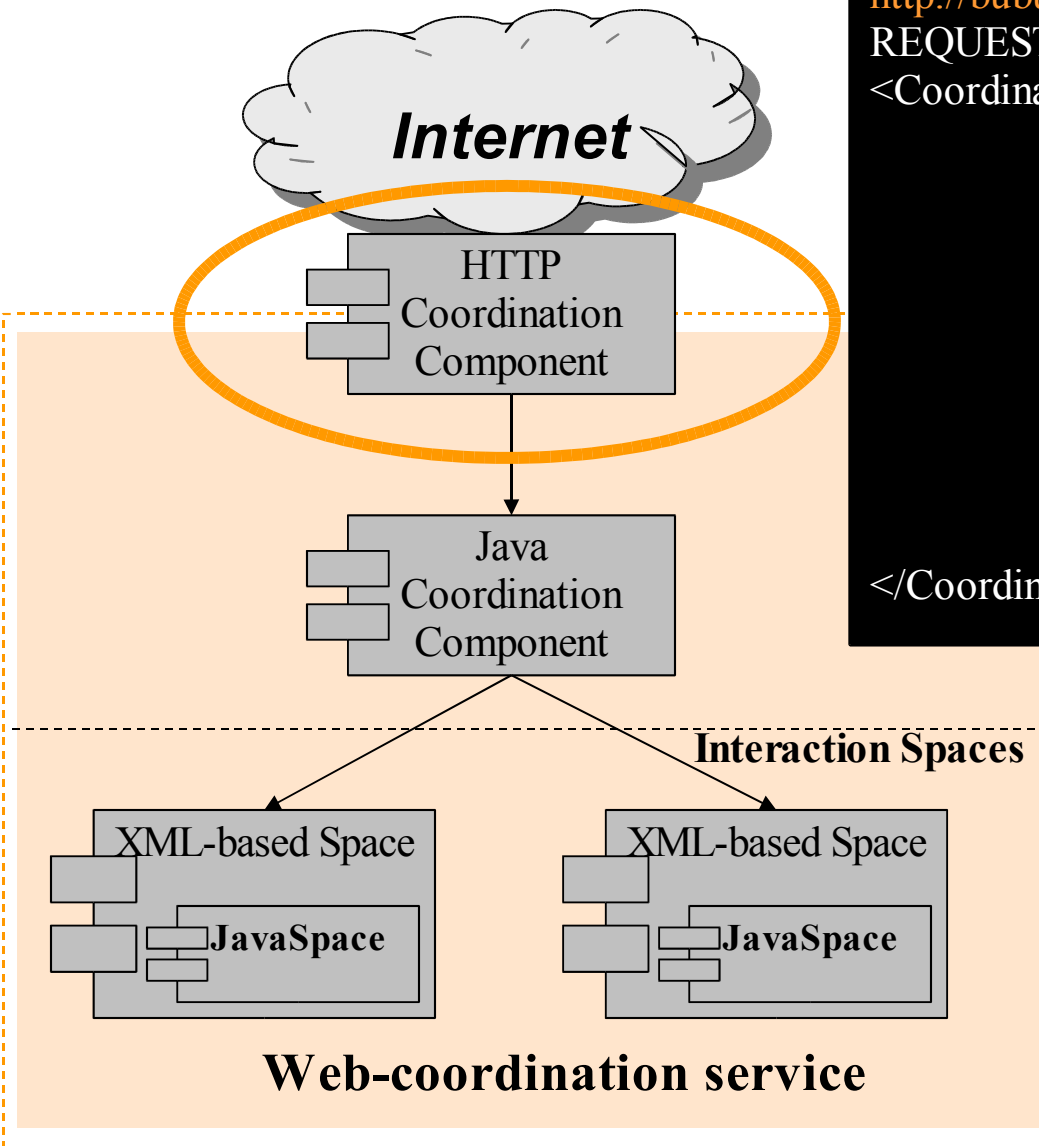 Internet
HTTP
Coordination
Component
REQUEST
<Coordina
</Coordin
Java
Coordination
Component
Interaction Spaces
XML-based Space
JavaSpace
XML-based Space
JavaSpace
Web-coordination service